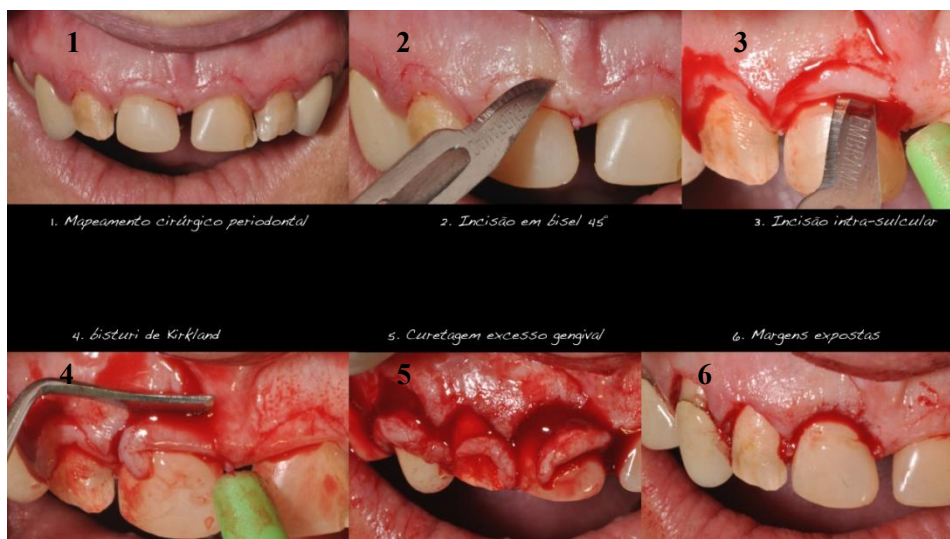 1
2
3
1. Mapeamento cirúrgico periodontal
2. Incisão em bisel 45°
3. Incisão intra-sulcular
4. bisturi de Kirkland
5. Curetagem excesso gengival
6. Margens expostas
4
5
6